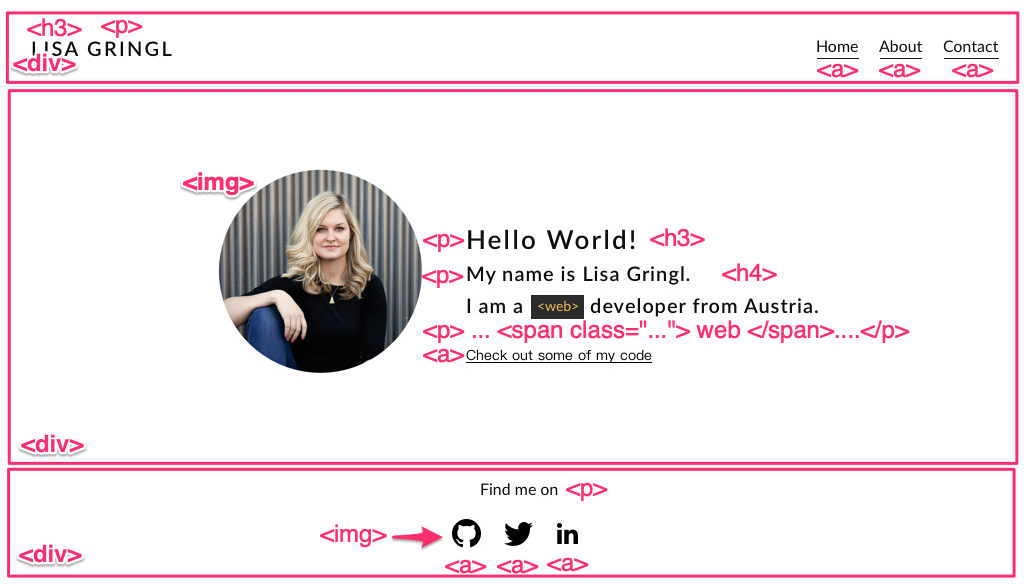 <h3> <p>
LISA GRINGL
<div>
Home About Contact
<a> <a> <a>
<img>
<p> Hello World! <h3>
<p> My name is Lisa Gringl. <h4>
I am a <web> developer from Austria.
<p> ... <span class="..."> web </span>....</p>
<a> Check out some of my code
<div>
Find me on <p>
<img>
in
<div>
<a> <a> <a>